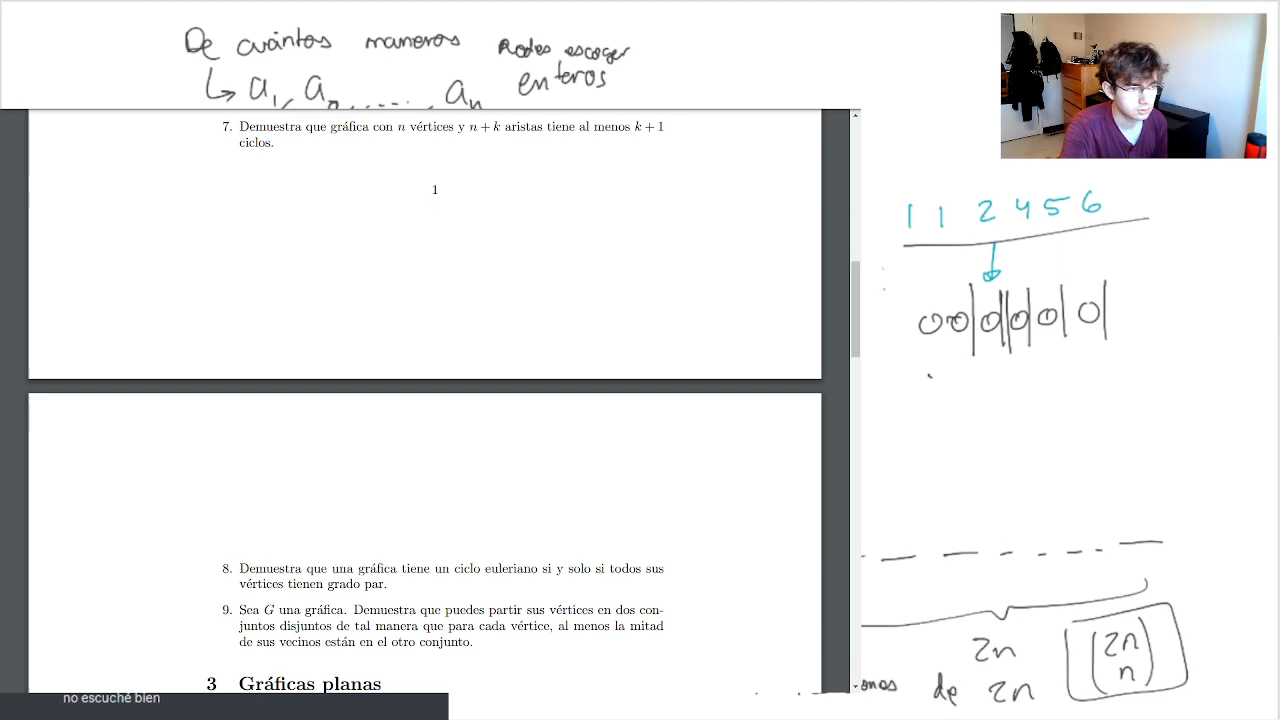 De cuántas maneras Podes escoger
↳ a1, an, ....., an enteros
7. Demuestra que gráfica con n vértices y n + k aristas tiene al menos k + 1
ciclos.
1
1 1 2 4 5 6
8. Demuestra que una gráfica tiene un ciclo euleriano si y solo si todos sus
vértices tienen grado par.
9. Sea G una gráfica. Demuestra que puedes partir sus vértices en dos con-
juntos disjuntos de tal manera que para cada vértice, al menos la mitad
de sus vecinos están en el otro conjunto.
3 Gráficas planas
2n
de 2n
(2n
n)
no escuché bien